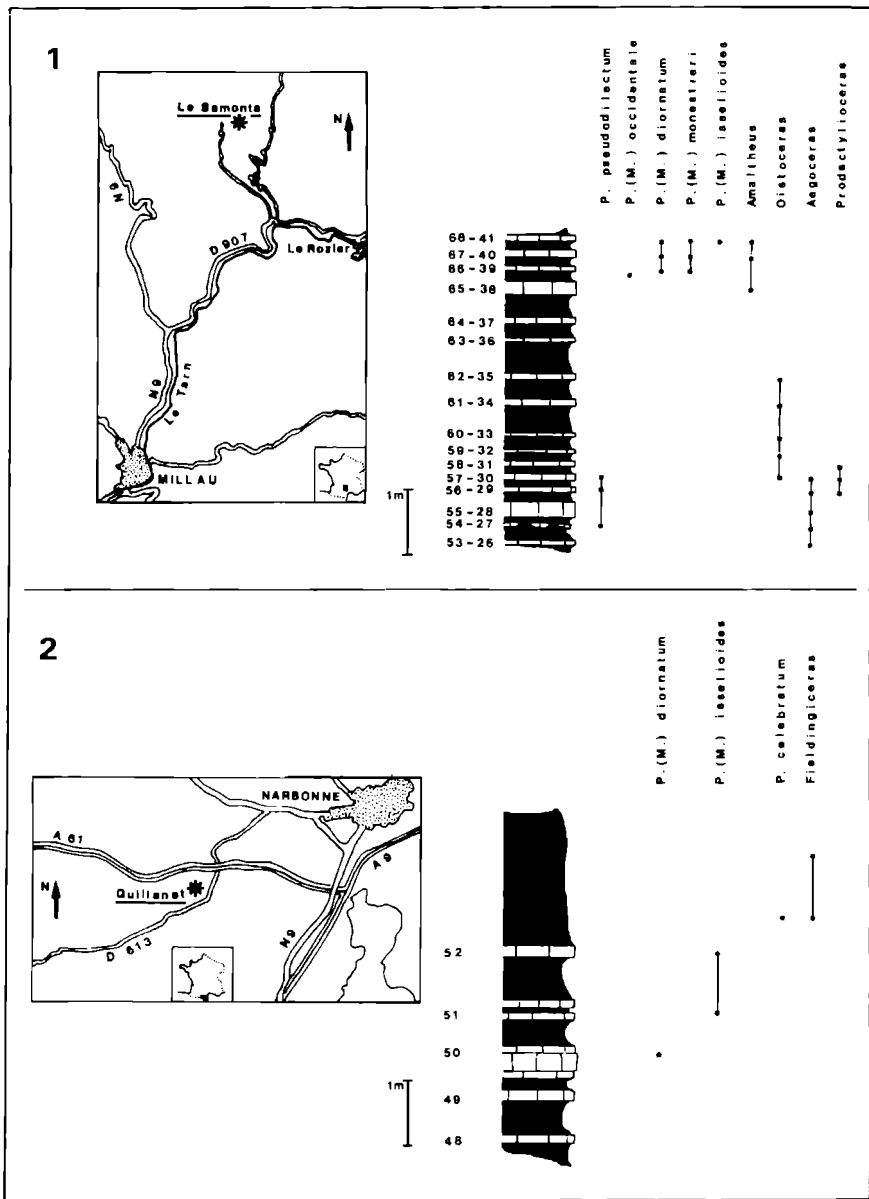 1
Le Samonta
N
N9
D 907
Le Rozier
N9
Le Tarn
MILLAU
P. pseudadilectum
P.(M.) occidentale
P.(M.) diornatum
P.(M.) monestieri
P.(M.) isselioides
Amaltheus
Oistoceras
Aegoceras
Prodactylioceras
68-41
67-40
66-39
65-38
64-37
63-36
62-35
61-34
60-33
59-32
58-31
57-30
56-29
55-28
54-27
53-26
1m
2
NARBONNE
A 61
A 9
N
Quillanet
N9
D 613
P.(M.) diornatum
P.(M.) isselioides
P. celebratum
Fieldingiceras
52
51
50
49
48
1m